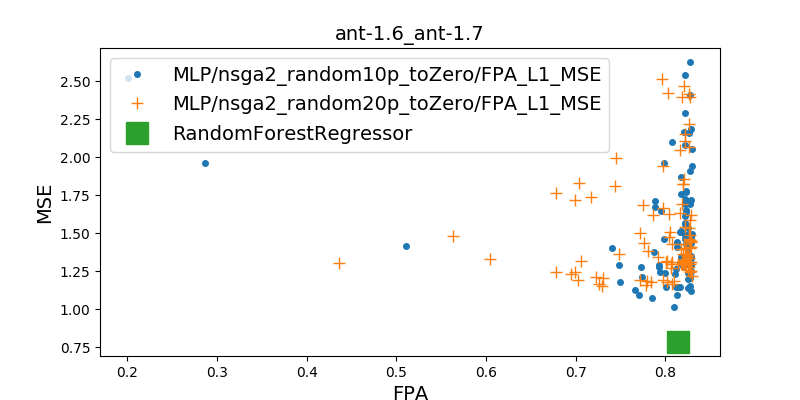 ant-1.6_ant-1.7
MLP/nsga2_random10p_toZero/FPA_L1_MSE
MLP/nsga2_random20p_toZero/FPA_L1_MSE
RandomForestRegressor
MSE
2.50
2.25
2.00
1.75
1.50
1.25
1.00
0.75
0.2 0.3 0.4 0.5 0.6 0.7 0.8
FPA